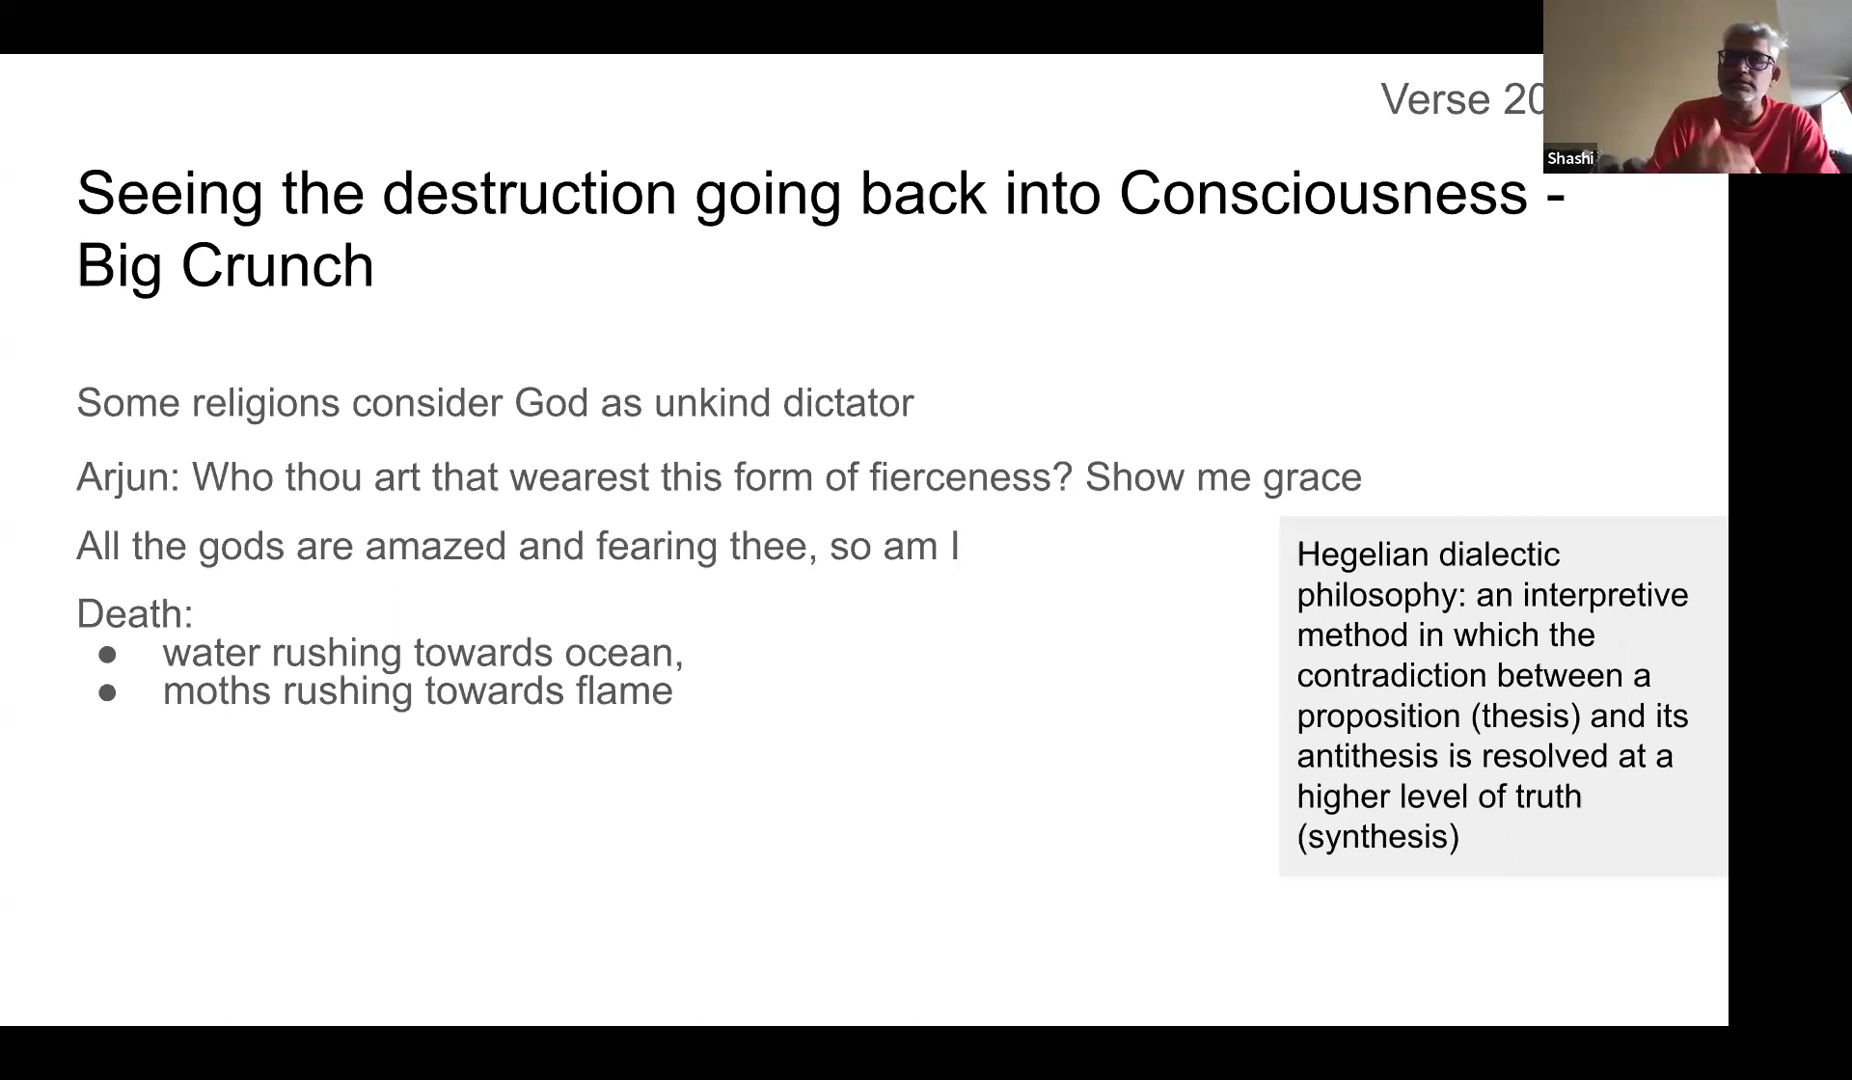 Verse 20
Shashi
Seeing the destruction going back into Consciousness -
Big Crunch
Some religions consider God as unkind dictator
Arjun: Who thou art that wearest this form of fierceness? Show me grace
All the gods are amazed and fearing thee, so am I
Death:
● water rushing towards ocean,
● moths rushing towards flame
Hegelian dialectic
philosophy: an interpretive
method in which the
contradiction between a
proposition (thesis) and its
antithesis is resolved at a
higher level of truth
(synthesis)